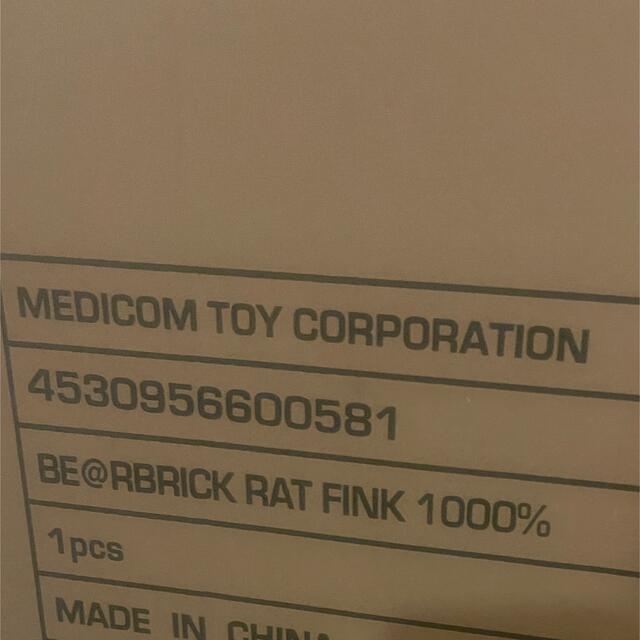 MEDICOM TOY CORPORATION
4530956600581
BE@RBRICK RAT FINK 1000%
1pcs
MADE IN CHINA